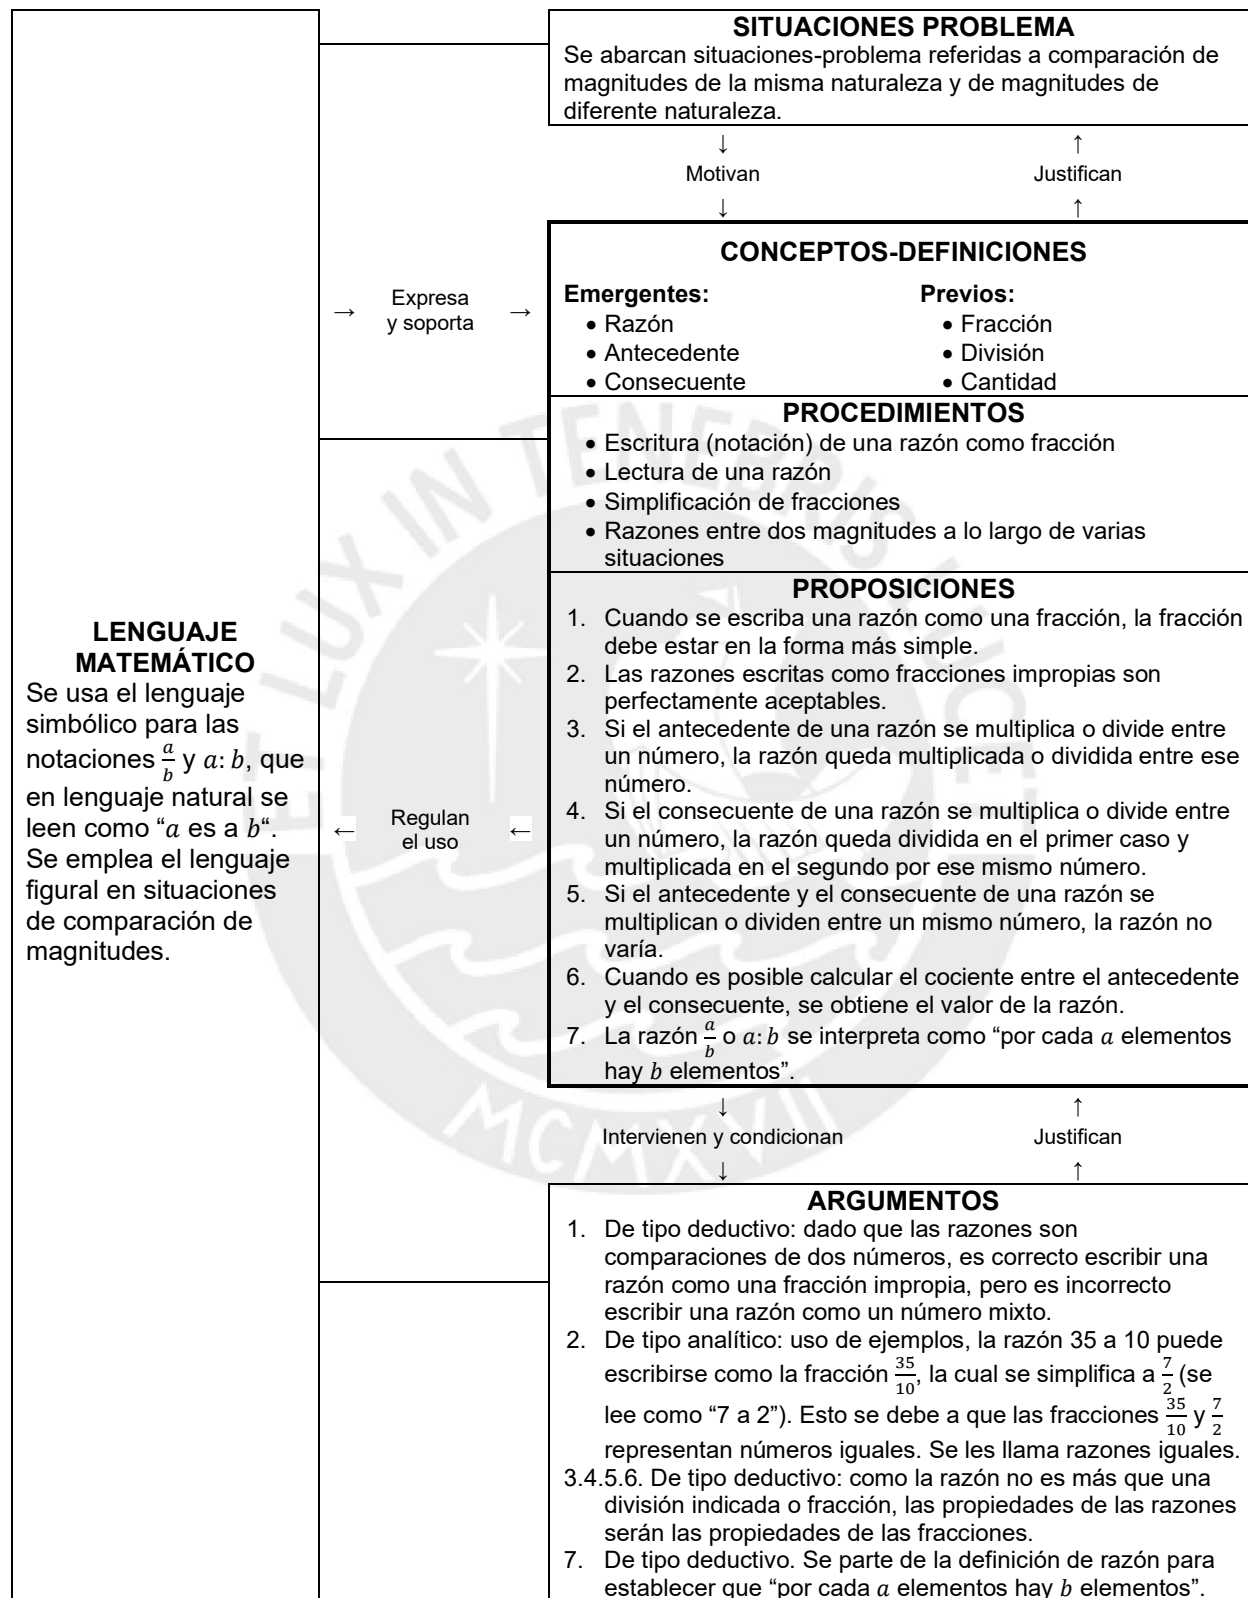 SITUACIONES PROBLEMA
Se abarcan situaciones-problema referidas a comparación de
magnitudes de la misma naturaleza y de magnitudes de
diferente naturaleza.
↓ ↑
Motivan Justifican
↓ ↑
CONCEPTOS-DEFINICIONES
Emergentes: Previos:
• Razón • Fracción
• Antecedente • División
• Consecuente • Cantidad
→ Expresa →
y soporta
PROCEDIMIENTOS
• Escritura (notación) de una razón como fracción
• Lectura de una razón
• Simplificación de fracciones
• Razones entre dos magnitudes a lo largo de varias
situaciones
PROPOSICIONES
1. Cuando se escriba una razón como una fracción, la fracción
debe estar en la forma más simple.
2. Las razones escritas como fracciones impropias son
perfectamente aceptables.
3. Si el antecedente de una razón se multiplica o divide entre
un número, la razón queda multiplicada o dividida entre ese
número.
4. Si el consecuente de una razón se multiplica o divide entre
un número, la razón queda dividida en el primer caso y
multiplicada en el segundo por ese mismo número.
5. Si el antecedente y el consecuente de una razón se
multiplican o dividen entre un mismo número, la razón no
varía.
6. Cuando es posible calcular el cociente entre el antecedente
y el consecuente, se obtiene el valor de la razón.
7. La razón a/b o a: b se interpreta como “por cada a elementos
hay b elementos”.
LENGUAJE
MATEMÁTICO
Se usa el lenguaje
simbólico para las
notaciones a/b y a: b, que
en lenguaje natural se
leen como “a es a b“.
Se emplea el lenguaje
figural en situaciones
de comparación de
magnitudes.
← Regulan ←
el uso
↓ ↑
Intervienen y condicionan Justifican
↓ ↑
ARGUMENTOS
1. De tipo deductivo: dado que las razones son
comparaciones de dos números, es correcto escribir una
razón como una fracción impropia, pero es incorrecto
escribir una razón como un número mixto.
2. De tipo analítico: uso de ejemplos, la razón 35 a 10 puede
escribirse como la fracción 35/10, la cual se simplifica a 7/2 (se
lee como “7 a 2”). Esto se debe a que las fracciones 35/10 y 7/2
representan números iguales. Se les llama razones iguales.
3.4.5.6. De tipo deductivo: como la razón no es más que una
división indicada o fracción, las propiedades de las razones
serán las propiedades de las fracciones.
7. De tipo deductivo. Se parte de la definición de razón para
establecer que “por cada a elementos hay b elementos”.
ET LUX IN TENEBRIS LUCET
MCMXVII